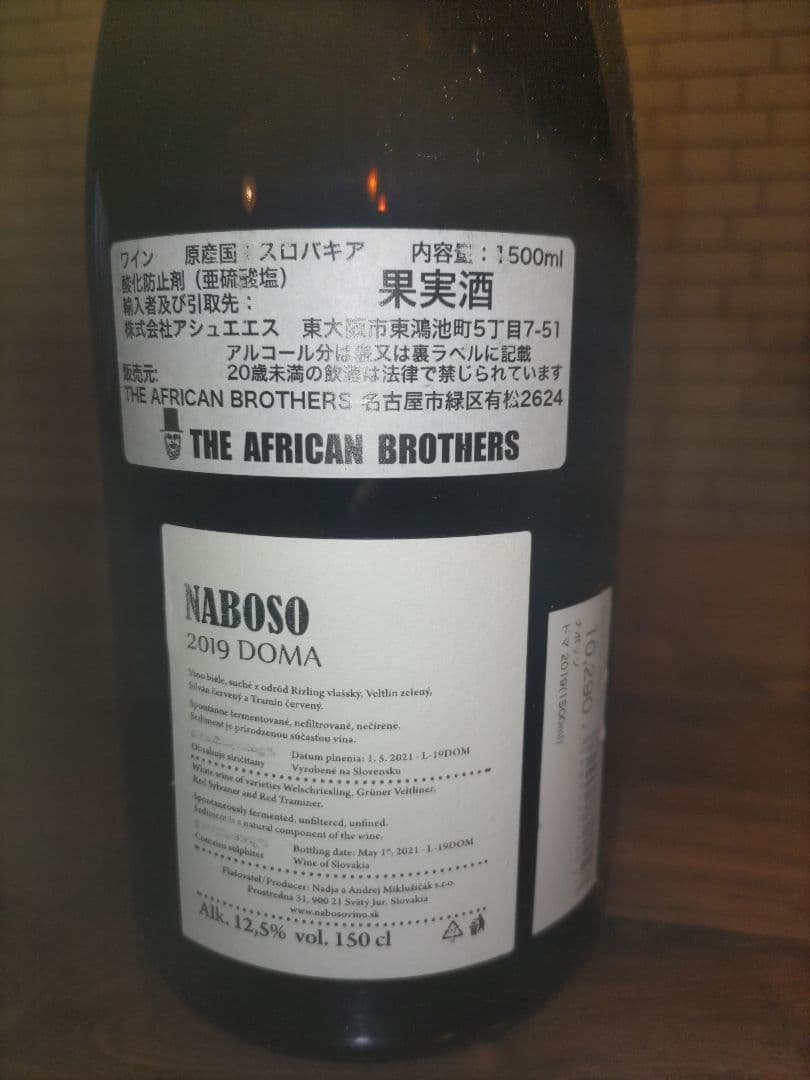 ワイン 原産国：スロバキア 内容量：1500ml
酸化防止剤（亜硫酸塩）
果実酒
輸入者及び引取先：
株式会社アシュエエス 東大阪市東鴻池町5丁目7-51
アルコール分は表又は裏ラベルに記載
20歳未満の飲酒は法律で禁じられています
販売元:
THE AFRICAN BROTHERS 名古屋市緑区有松2624
THE AFRICAN BROTHERS
NABOSO
2019 DOMA
Víno biele, suché z odrôd Rizling vlašský, Veltlín zelený,
Silván červený a Tramín červený.
Spontánne fermentované, nefiltrované, nečírené.
Sediment je prirodzenou súčasťou vína.
Obsahuje siričitany
Dátum plnenia: 1. 5. 2021 - L-19DOM
Vyrobené na Slovensku
White wine of varieties Welschriesling, Grüner Veltliner,
Red Sylvaner and Red Traminer.
Spontaneously fermented, unfiltered, unfined.
Sediment is a natural component of the wine.
Contains sulphites
Bottling date: May 1st, 2021 - L-19DOM
Wine of Slovakia
Fľašovateľ/Producer: Nadja a Andrej Miklušičák s.r.o.
Prostredná 31, 900 21 Svätý Jur, Slovakia
www.nabosovino.sk
Alk. 12,5% vol. 150 cl
ナボソ
ドマ 2019(1500ml)
10,290